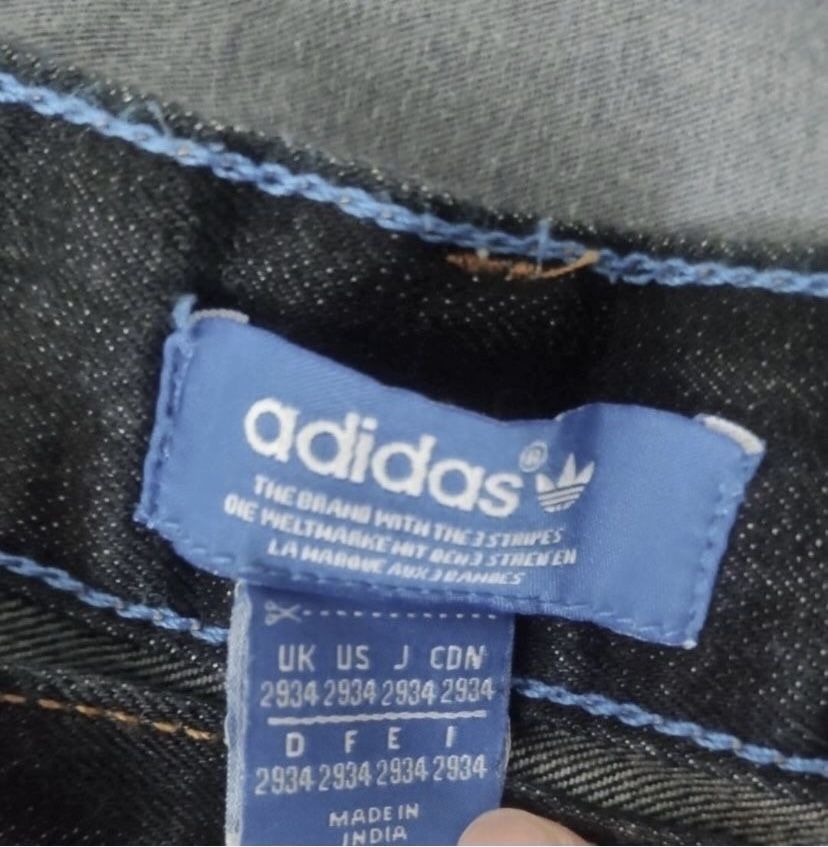 adidas®
THE BRAND WITH THE 3 STRIPES
DIE WELTMARKE MIT DEN 3 STREIFEN
LA MARQUE AUX 3 BANDES
UK US J CDN
2934 2934 2934 2934
D F E I
2934 2934 2934 2934
MADE IN
INDIA